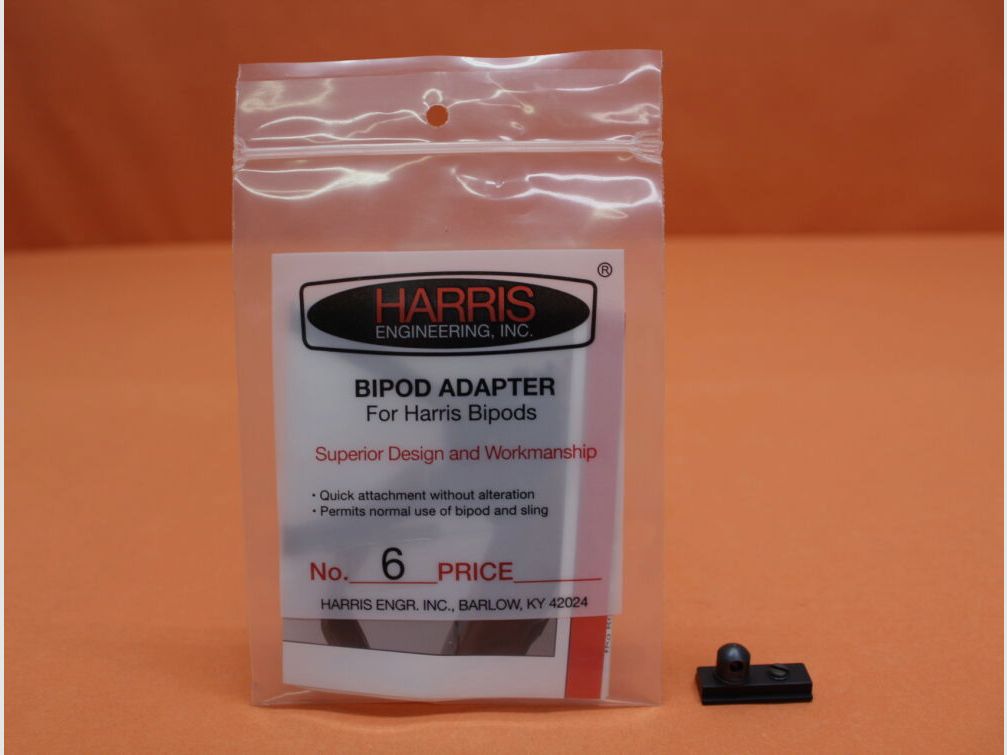 ®
HARRIS
ENGINEERING, INC.
BIPOD ADAPTER
For Harris Bipods
Superior Design and Workmanship
• Quick attachment without alteration
• Permits normal use of bipod and sling
No. 6 PRICE
HARRIS ENGR. INC., BARLOW, KY 42024